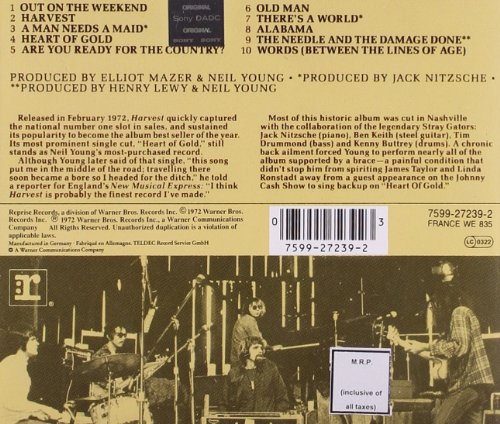 1 OUT ON THE WEEKEND
2 HARVEST
3 A MAN NEEDS A MAID*
4 HEART OF GOLD
5 ARE YOU READY FOR THE COUNTRY?
ORIGINAL
Sony DADC
ORIGINAL
SONY SONY
6 OLD MAN
7 THERE'S A WORLD*
8 ALABAMA
9 THE NEEDLE AND THE DAMAGE DONE**
10 WORDS (BETWEEN THE LINES OF AGE)
PRODUCED BY ELLIOT MAZER & NEIL YOUNG • *PRODUCED BY JACK NITZSCHE •
**PRODUCED BY HENRY LEWY & NEIL YOUNG
Released in February 1972, Harvest quickly captured
the national number one slot in sales, and sustained
its popularity to become the album best seller of the year.
Its most prominent single cut. "Heart of Gold," still
stands as Neil Young's most-purchased record.
Although Young later said of that single, "this song
put me in the middle of the road; travelling there
soon became a bore so I headed for the ditch," he told
a reporter for England's New Musical Express: "I think
Harvest is probably the finest record I've made."
Most of this historic album was cut in Nashville
with the collaboration of the legendary Stray Gators:
Jack Nitzsche (piano), Ben Keith (steel guitar), Tim
Drummond (bass) and Kenny Buttrey (drums). A chronic
back ailment forced Young to perform nearly all of the
album supported by a brace—a painful condition that
didn't stop him from spiriting James Taylor and Linda
Ronstadt away from a guest appearance on the Johnny
Cash Show to sing backup on "Heart Of Gold."
Reprise Records, a division of Warner Bros. Records Inc. Ⓒ 1972 Warner Bros.
Records Inc. Ⓟ 1972 Warner Bros. Records Inc., a Warner Communications
Company All Rights Reserved. Unauthorized duplication is a violation of
applicable laws.
Manufactured in Germany · Fabriqué en Allemagne. TELDEC Record Service GmbH
A Warner Communications Company
0 3
7599-27239-2
7599-27239-2
FRANCE WE 835
LC 0322
r
M.R.P.
(inclusive of
all taxes)